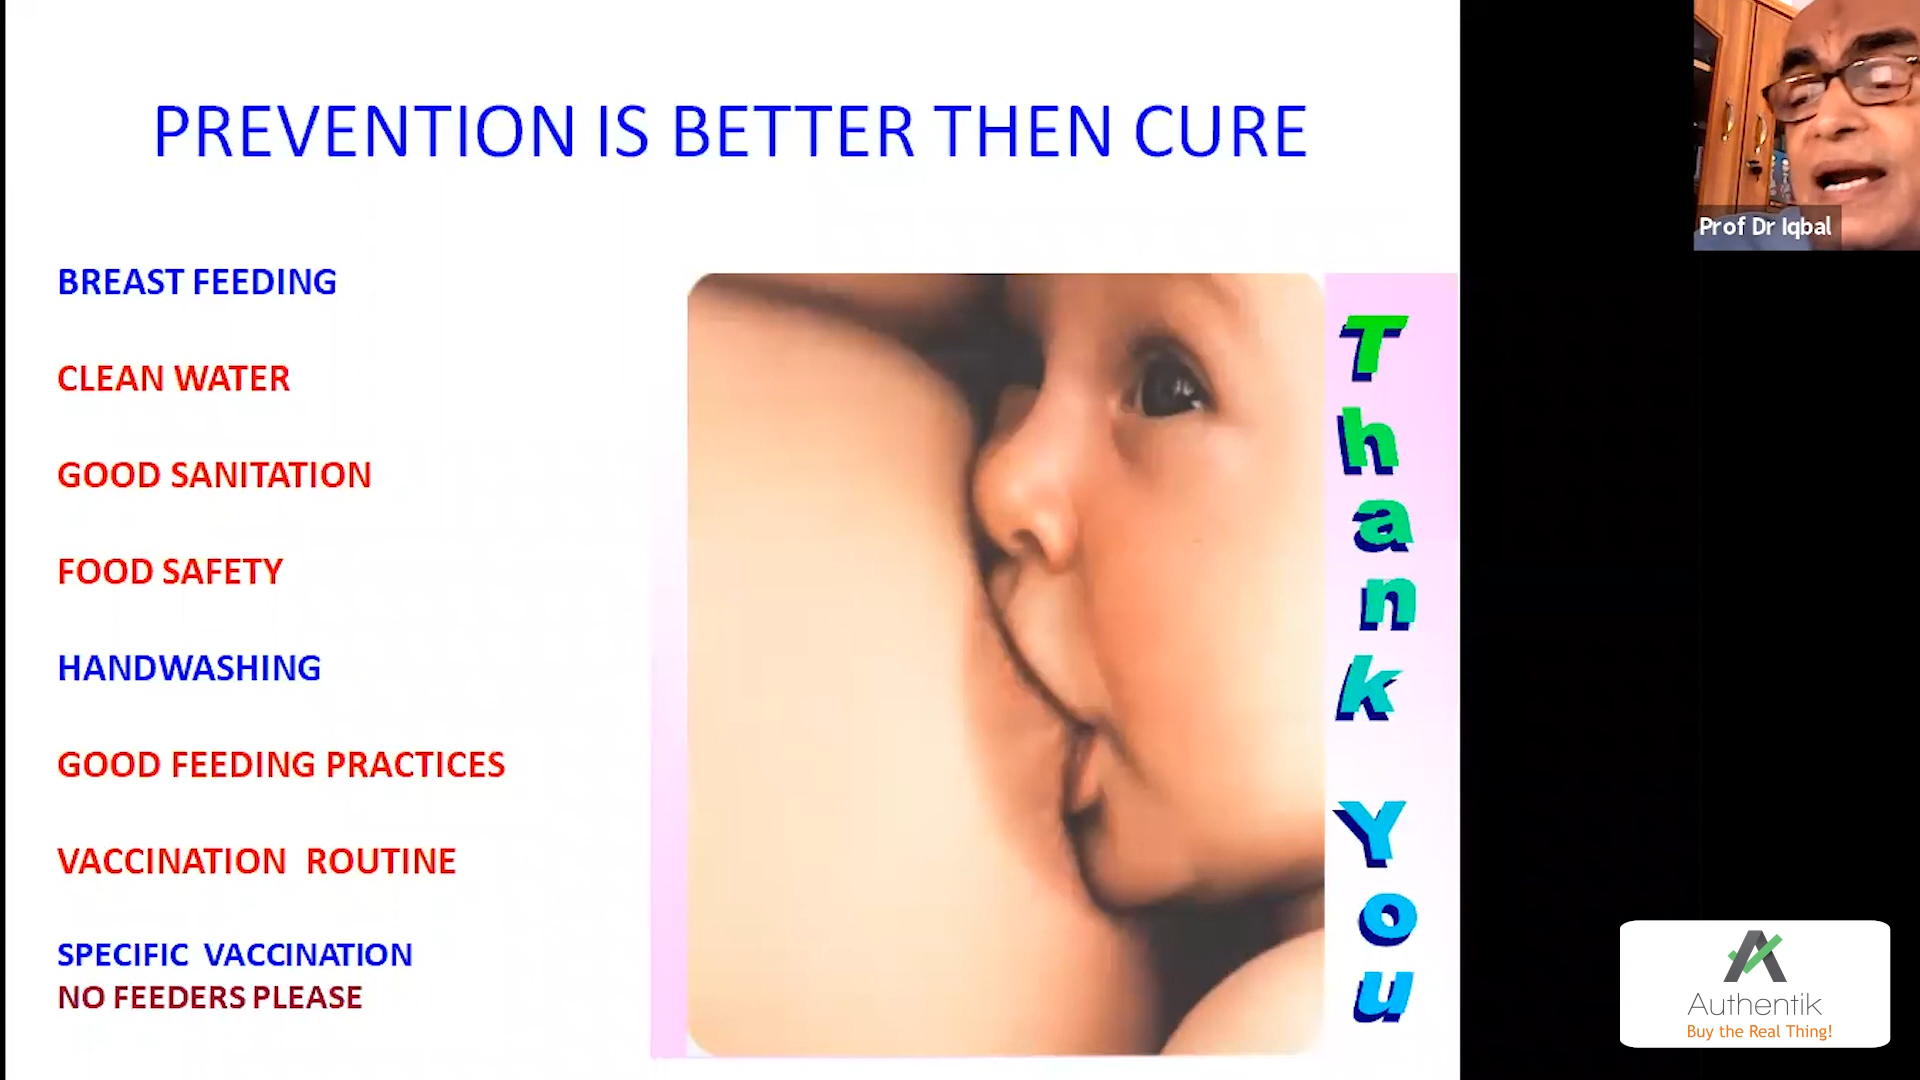 PREVENTION IS BETTER THEN CURE
BREAST FEEDING
CLEAN WATER
GOOD SANITATION
FOOD SAFETY
HANDWASHING
GOOD FEEDING PRACTICES
VACCINATION ROUTINE
SPECIFIC VACCINATION
NO FEEDERS PLEASE
Thank You
Prof Dr Iqbal
Authentik
Buy the Real Thing!